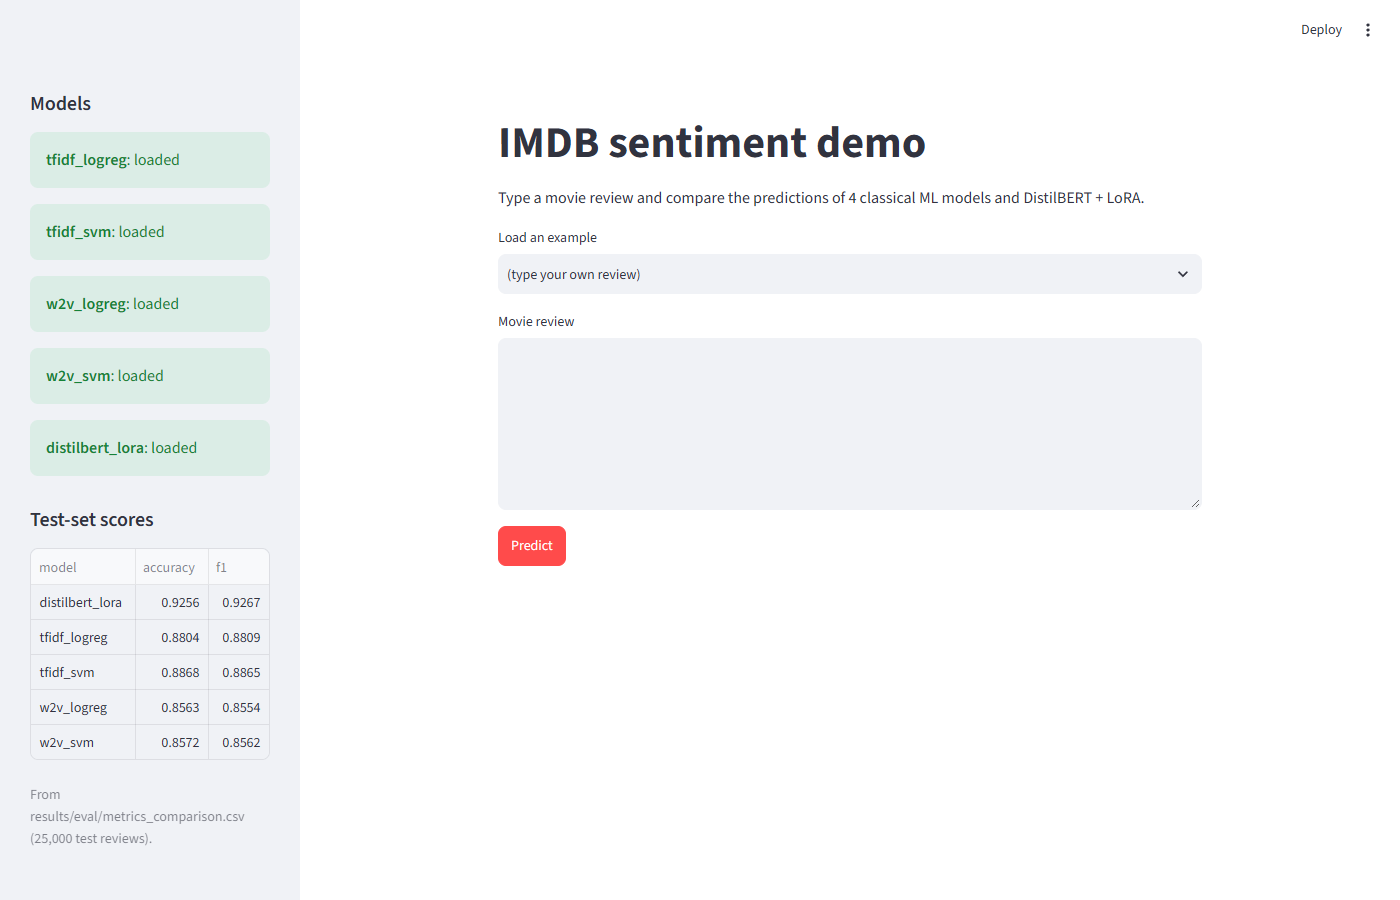 Deploy
Models
tfidf_logreg: loaded
tfidf_svm: loaded
w2v_logreg: loaded
w2v_svm: loaded
distilbert_lora: loaded
Test-set scores
model accuracy f1
distilbert_lora 0.9256 0.9267
tfidf_logreg 0.8804 0.8809
tfidf_svm 0.8868 0.8865
w2v_logreg 0.8563 0.8554
w2v_svm 0.8572 0.8562
From
results/eval/metrics_comparison.csv
(25,000 test reviews).
IMDB sentiment demo
Type a movie review and compare the predictions of 4 classical ML models and DistilBERT + LoRA.
Load an example
(type your own review)
Movie review
Predict